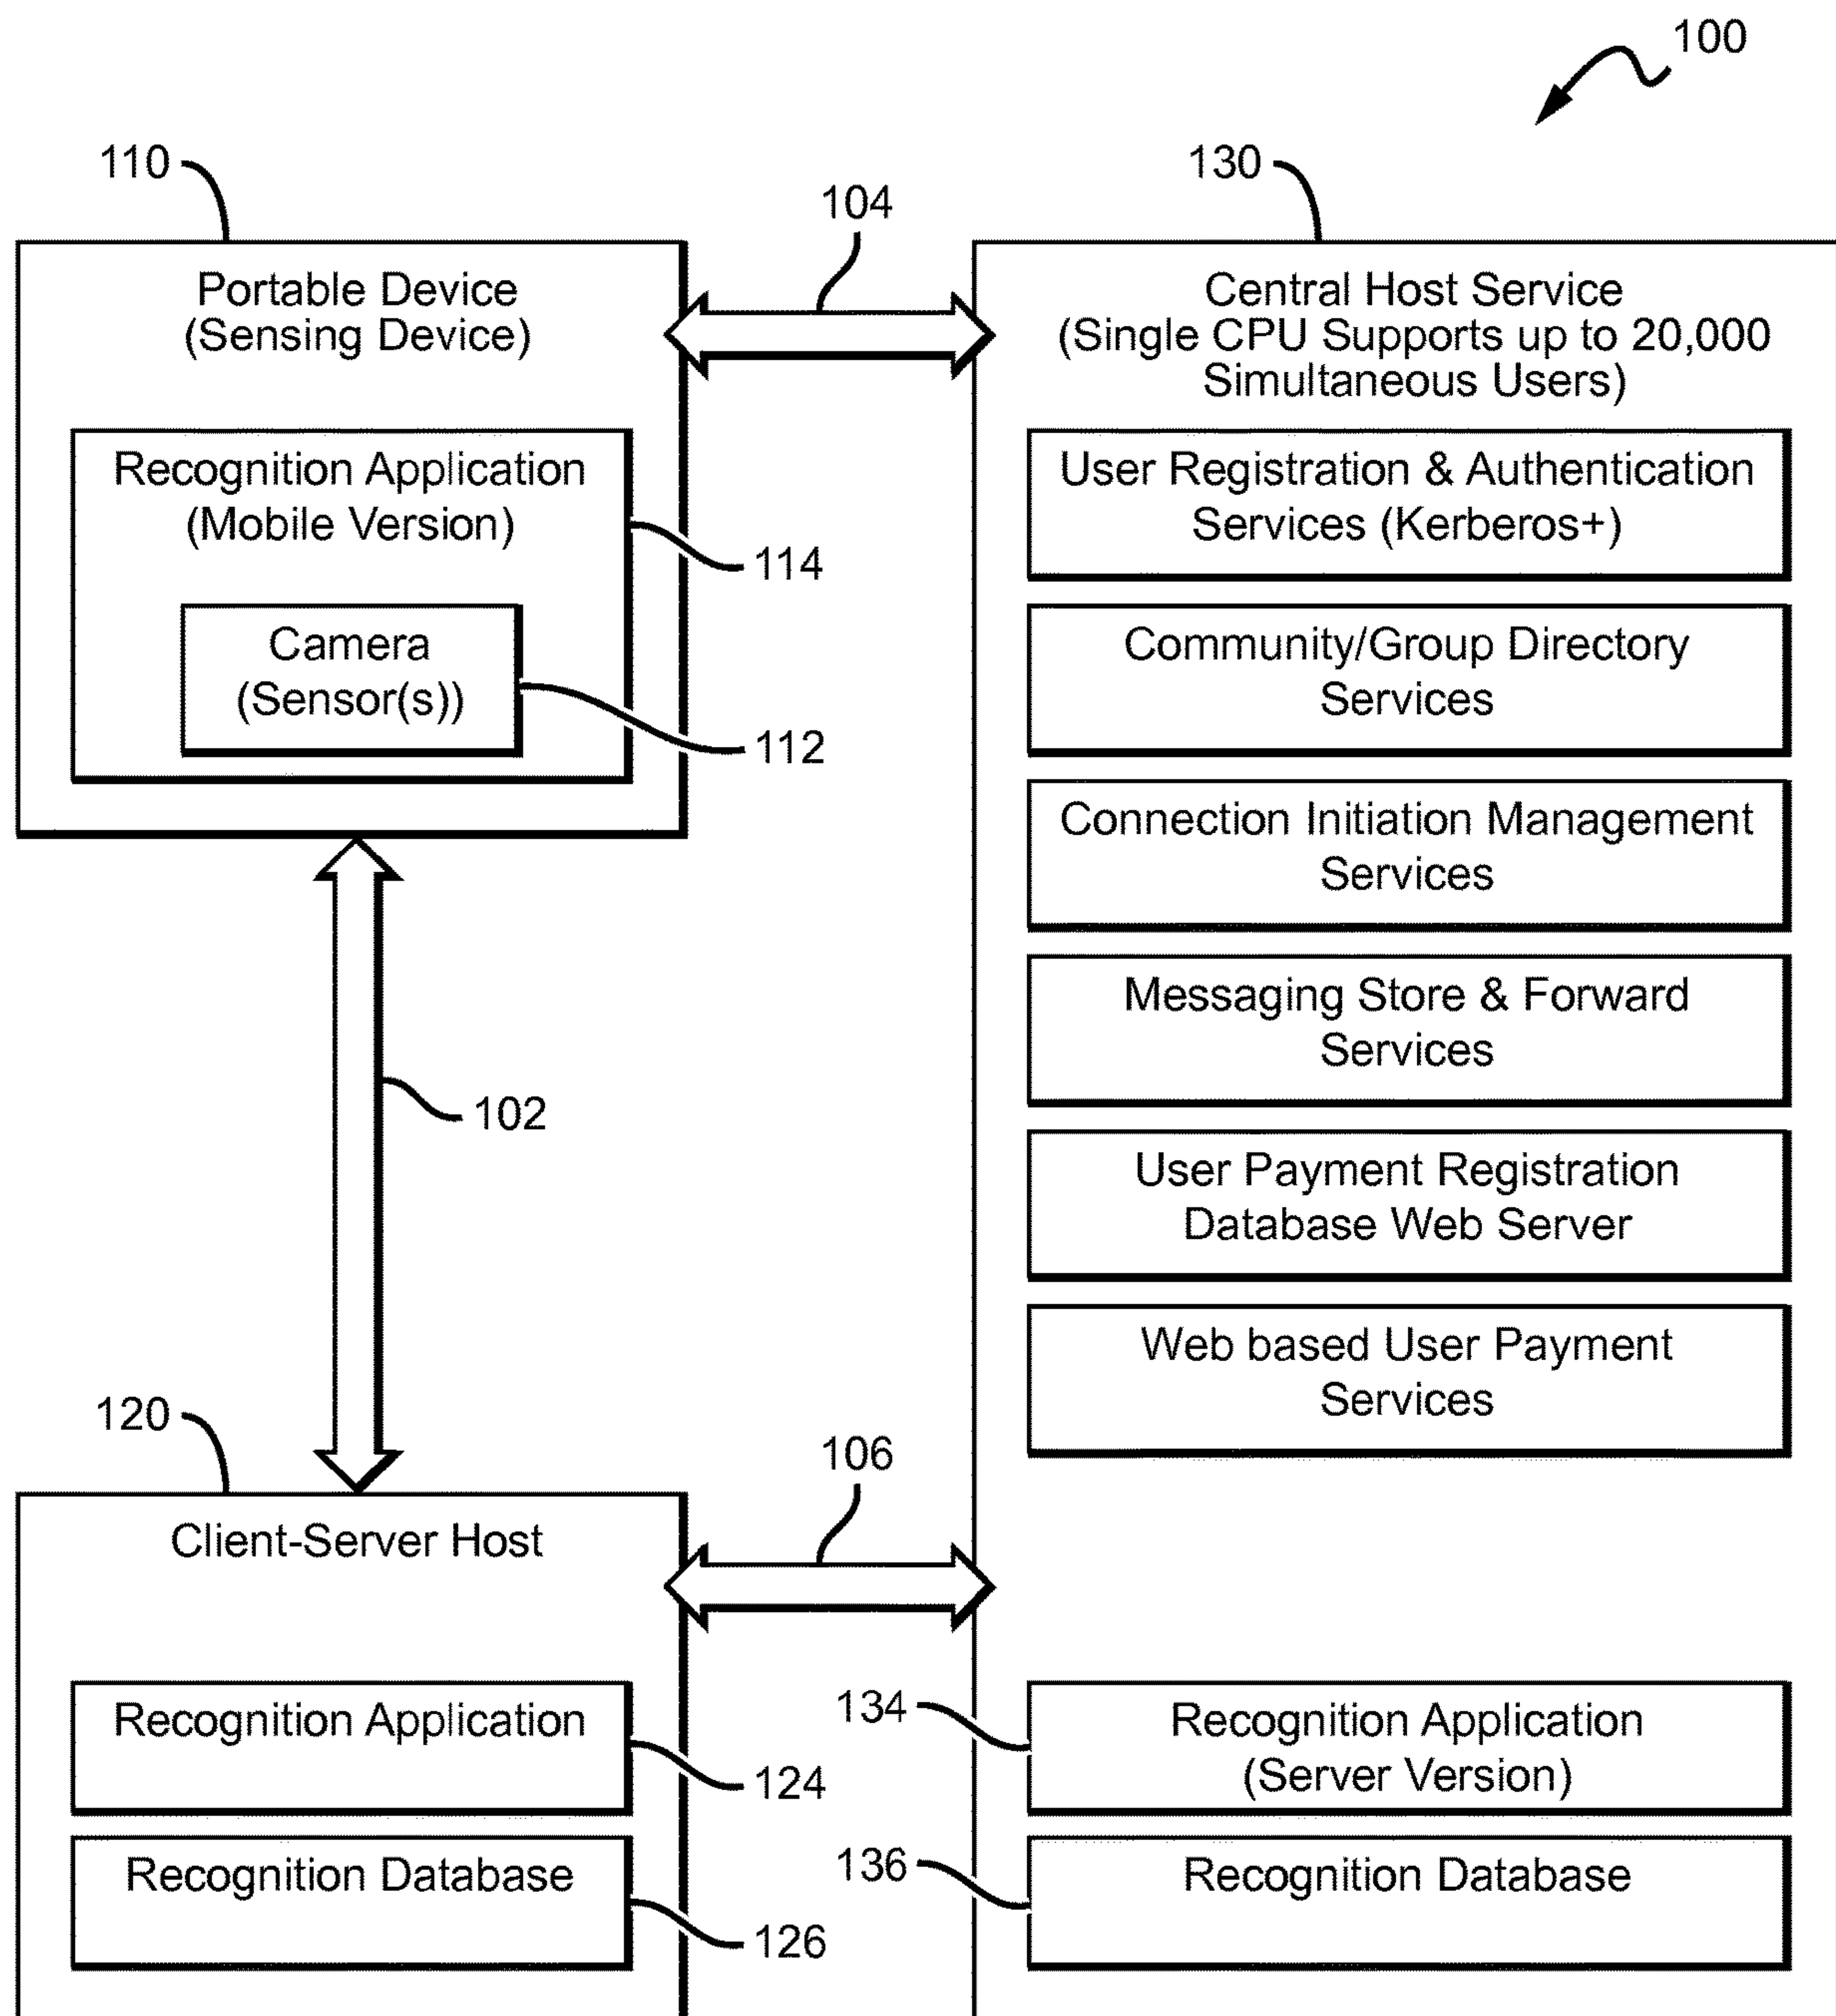 100
110
104
130
Portable Device
(Sensing Device)
Recognition Application
(Mobile Version)
114
Camera
(Sensor(s))
112
Central Host Service
(Single CPU Supports up to 20,000
Simultaneous Users)
User Registration & Authentication
Services (Kerberos+)
Community/Group Directory
Services
Connection Initiation Management
Services
Messaging Store & Forward
Services
User Payment Registration
Database Web Server
Web based User Payment
Services
102
120
106
Client-Server Host
Recognition Application
124
Recognition Database
126
134
Recognition Application
(Server Version)
136
Recognition Database